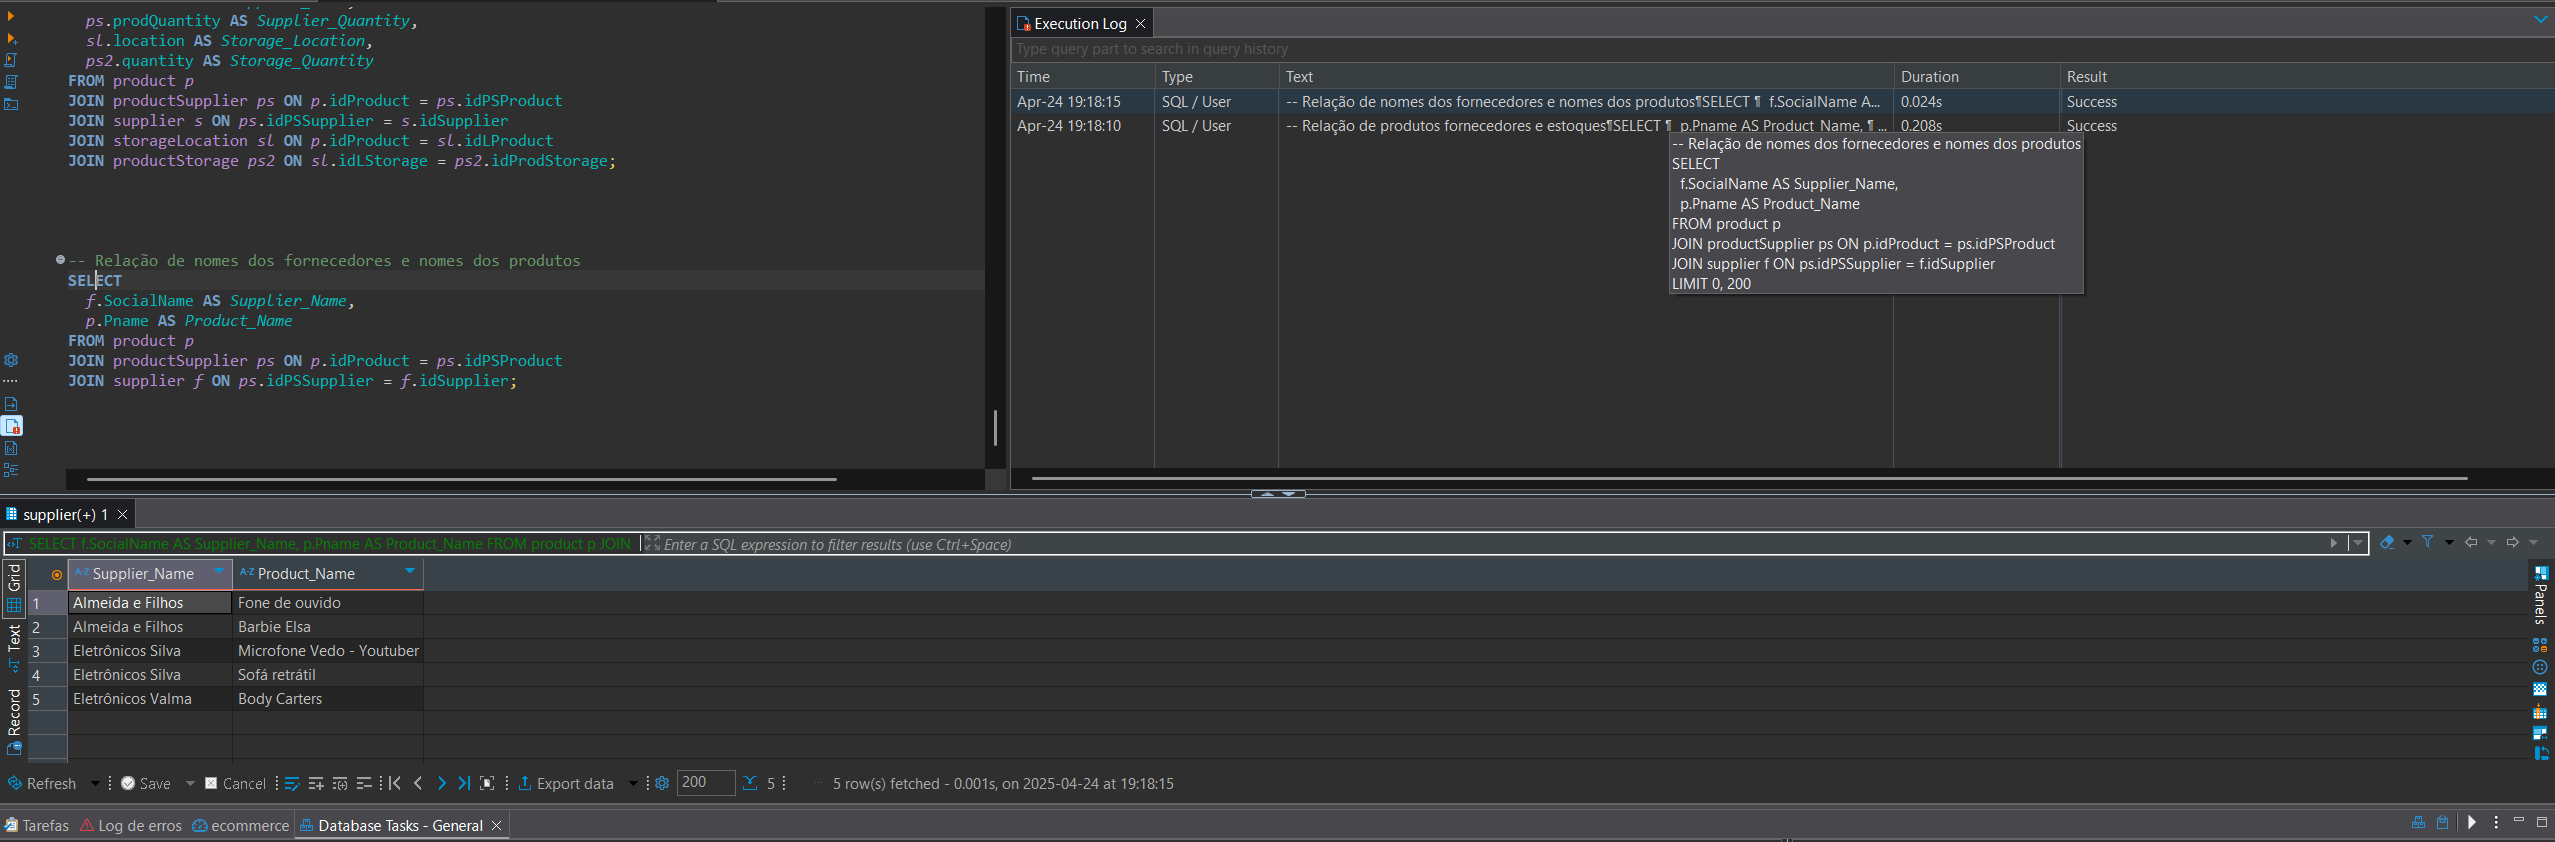 ps.prodQuantity AS Supplier_Quantity,
sl.location AS Storage_Location,
ps2.quantity AS Storage_Quantity
FROM product p
JOIN productSupplier ps ON p.idProduct = ps.idPSProduct
JOIN supplier s ON ps.idPSSupplier = s.idSupplier
JOIN storageLocation sl ON p.idProduct = sl.idLProduct
JOIN productStorage ps2 ON sl.idLStorage = ps2.idProdStorage;
-- Relação de nomes dos fornecedores e nomes dos produtos
SELECT
f.SocialName AS Supplier_Name,
p.Pname AS Product_Name
FROM product p
JOIN productSupplier ps ON p.idProduct = ps.idPSProduct
JOIN supplier f ON ps.idPSSupplier = f.idSupplier;
Execution Log
Type query part to search in query history
Time Type Text Duration Result
Apr-24 19:18:15 SQL / User -- Relação de nomes dos fornecedores e nomes dos produtos¶SELECT ¶ f.SocialName A... 0.024s Success
Apr-24 19:18:10 SQL / User -- Relação de produtos fornecedores e estoques¶SELECT ¶ p.Pname AS Product_Name, ¶ ... 0.208s Success
-- Relação de nomes dos fornecedores e nomes dos produtos
SELECT
f.SocialName AS Supplier_Name,
p.Pname AS Product_Name
FROM product p
JOIN productSupplier ps ON p.idProduct = ps.idPSProduct
JOIN supplier f ON ps.idPSSupplier = f.idSupplier
LIMIT 0, 200
supplier(+) 1
SELECT f.SocialName AS Supplier_Name, p.Pname AS Product_Name FROM product p JOIN Enter a SQL expression to filter results (use Ctrl+Space)
Grid
Text
Record
A-Z Supplier_Name A-Z Product_Name
1 Almeida e Filhos Fone de ouvido
2 Almeida e Filhos Barbie Elsa
3 Eletrônicos Silva Microfone Vedo - Youtuber
4 Eletrônicos Silva Sofá retrátil
5 Eletrônicos Valma Body Carters
Panels
Refresh Save Cancel Export data 200 5 5 row(s) fetched - 0.001s, on 2025-04-24 at 19:18:15
Tarefas Log de erros ecommerce Database Tasks - General